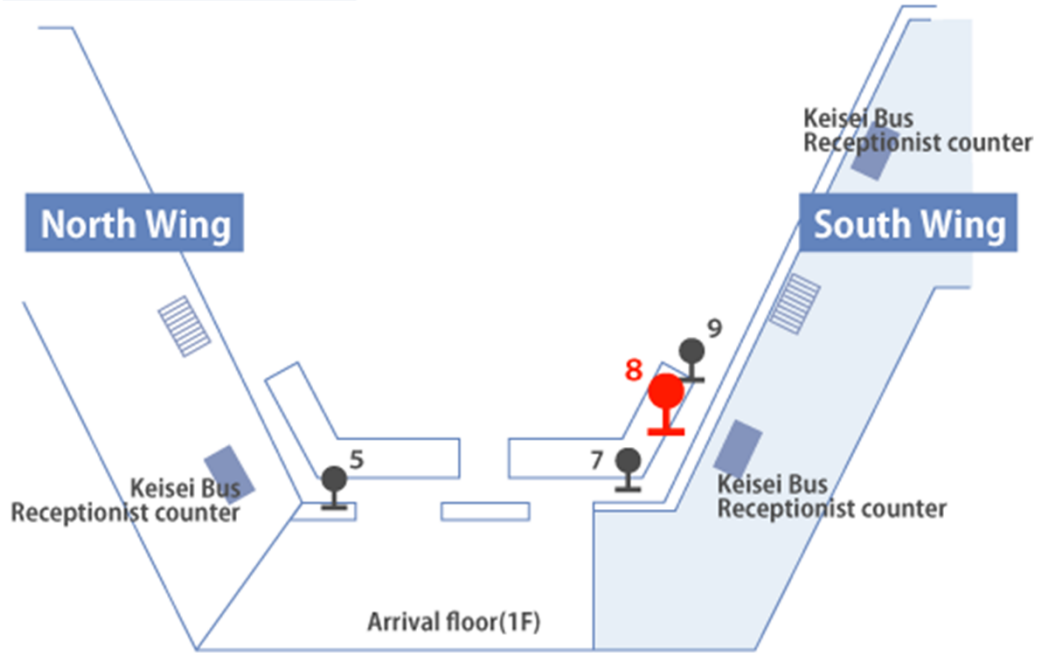 Keisei Bus
Receptionist counter
North Wing
South Wing
9
8
5
7
Keisei Bus
Receptionist counter
Keisei Bus
Receptionist counter
Arrival floor(1F)